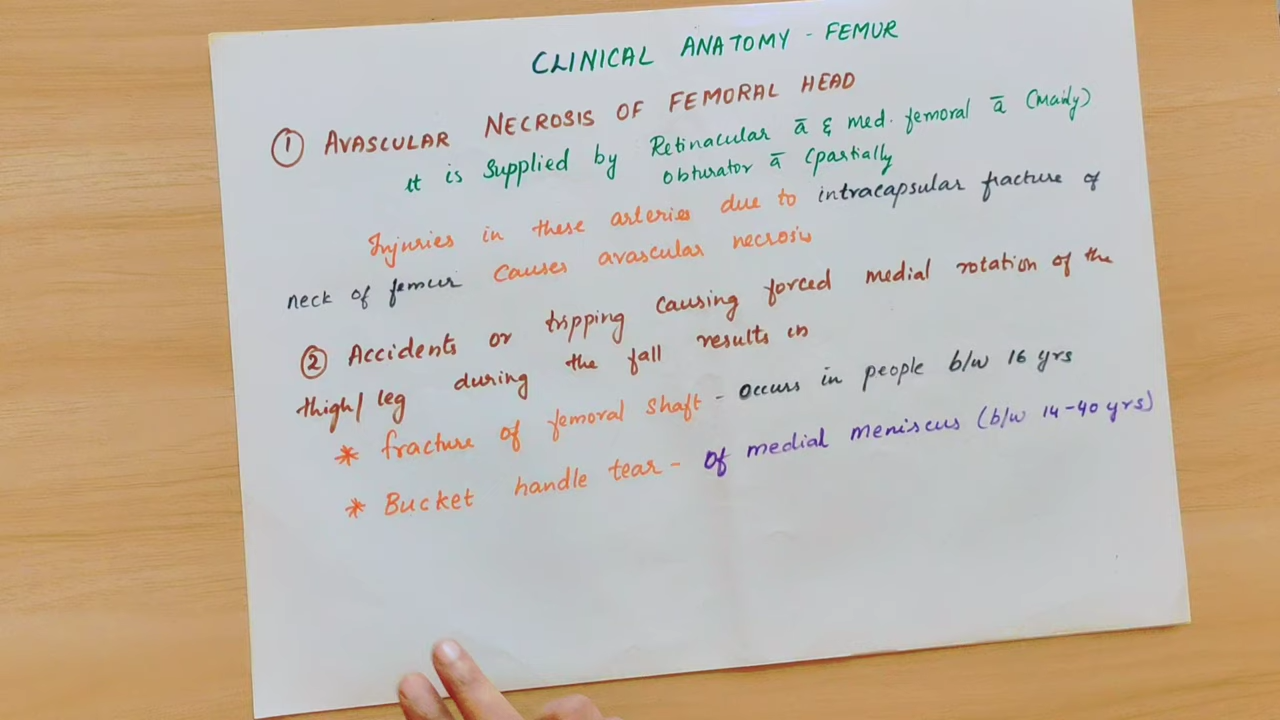 CLINICAL ANATOMY - FEMUR
① AVASCULAR NECROSIS OF FEMORAL HEAD
It is supplied by Retinacular ā & med. femoral ā (Mainly)
Obturator ā (partially
Injuries in these arteries due to intracapsular fracture of
neck of femur causes avascular necrosis
② Accidents or tripping causing forced medial rotation of the
thigh/leg during the fall results in
* fracture of femoral shaft - occurs in people b/w 16 yrs
* Bucket handle tear - Of medial meniscus (b/w 14-40 yrs)